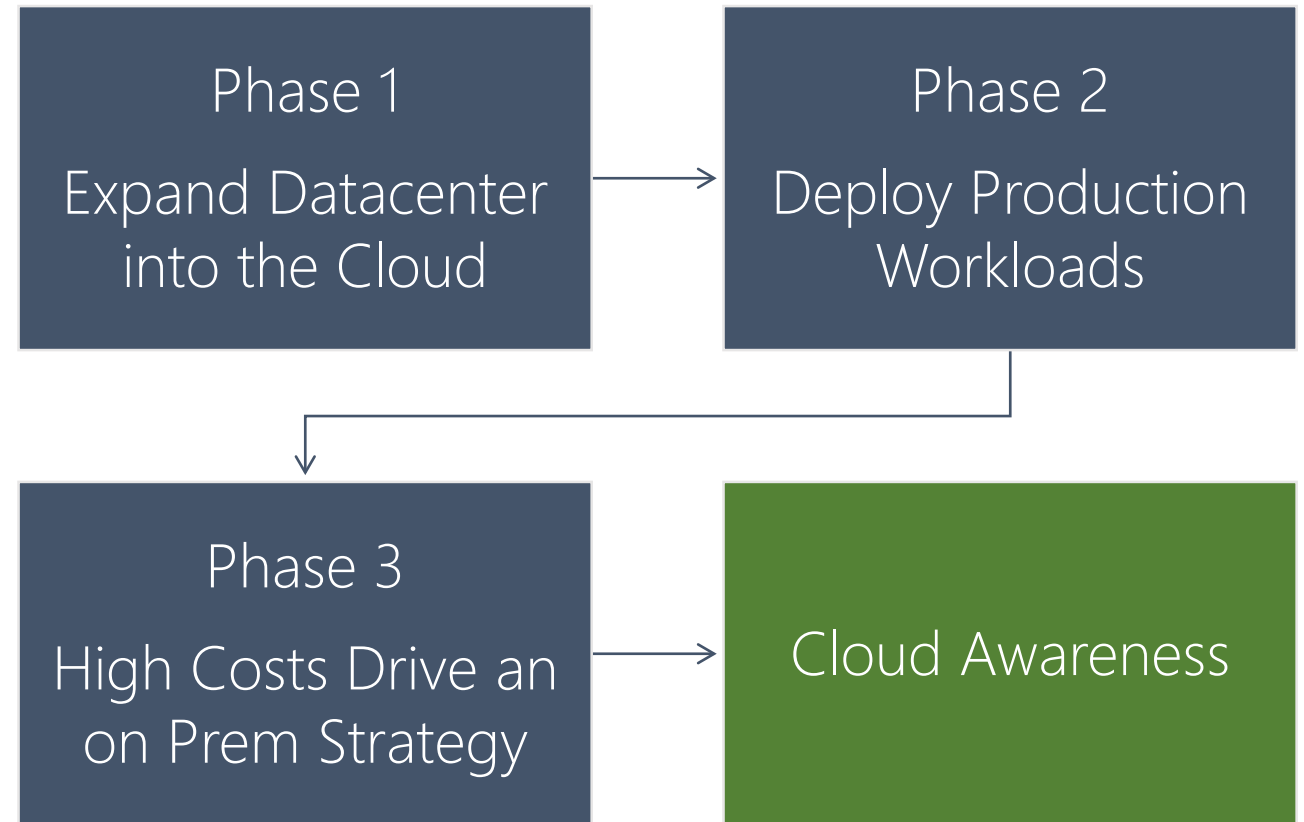 Phase 1
Expand Datacenter
into the Cloud
Phase 2
Deploy Production
Workloads
Phase 3
High Costs Drive an
on Prem Strategy
Cloud Awareness